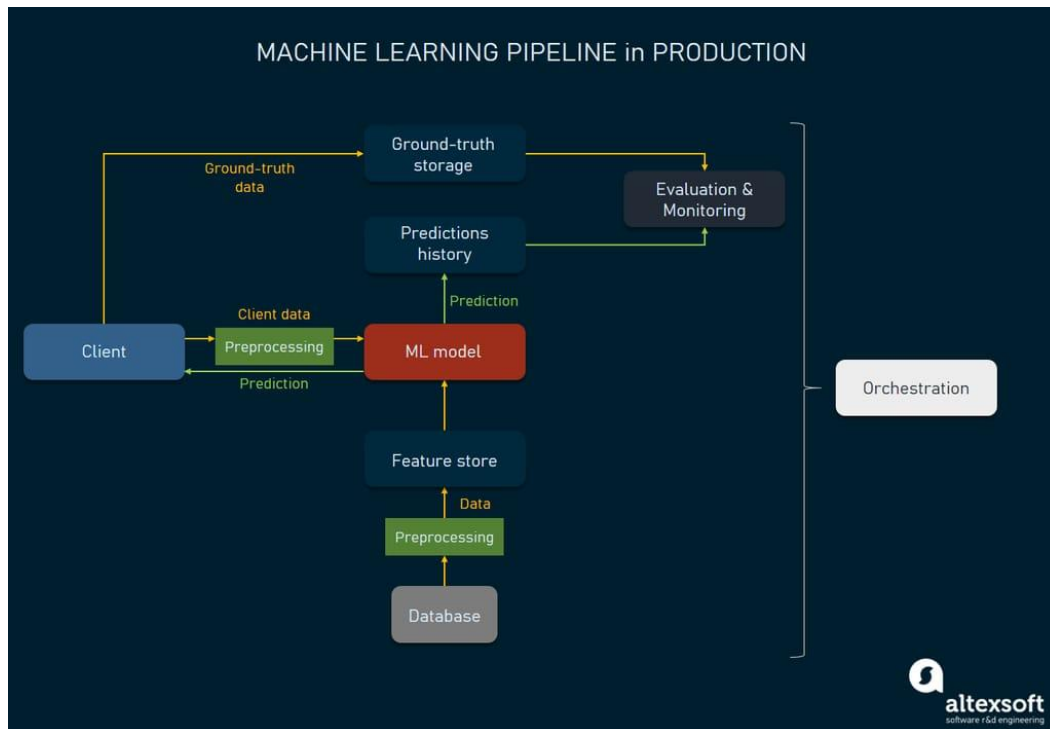 MACHINE LEARNING PIPELINE in PRODUCTION
Ground-truth
storage
Ground-truth
data
Evaluation &
Monitoring
Predictions
history
Prediction
Client data
Client
Preprocessing
ML model
Prediction
Orchestration
Feature store
Data
Preprocessing
Database
altexsoft
software r&d engineering